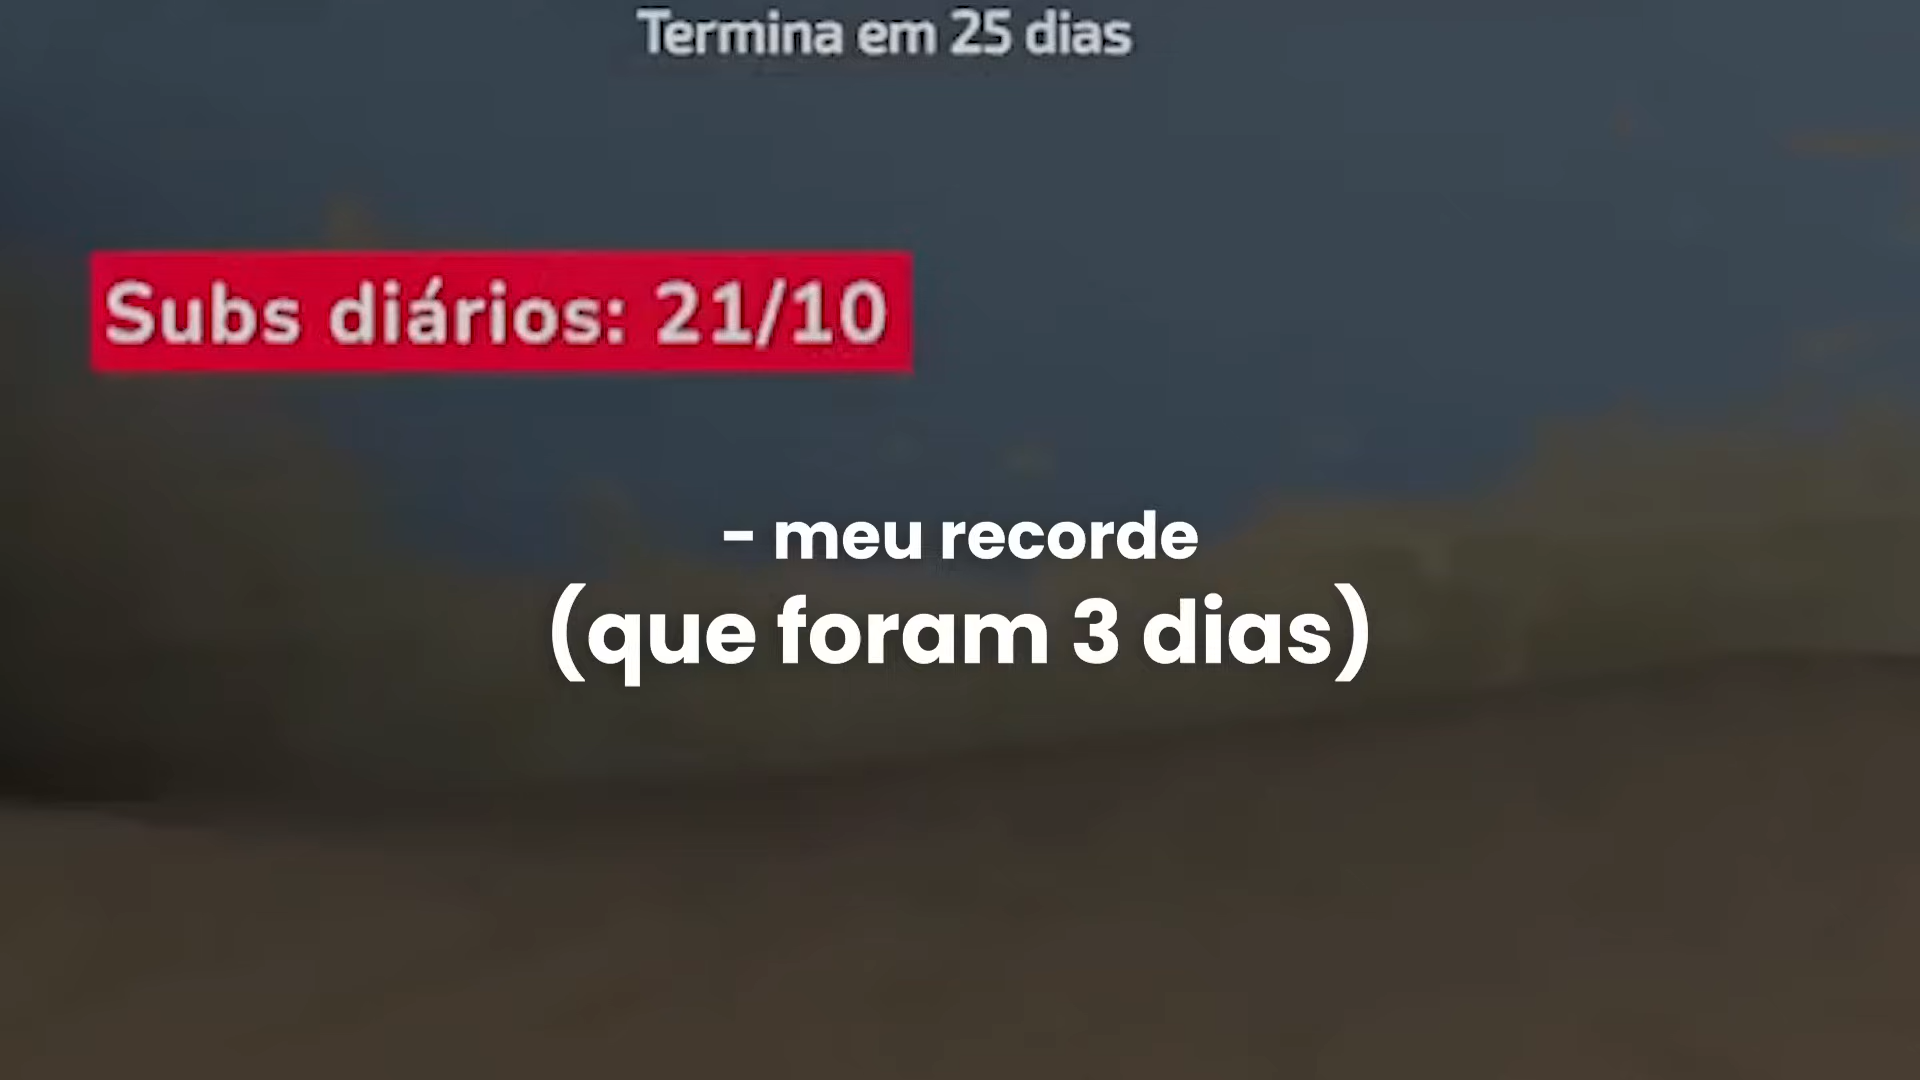 Termina em 25 dias
Subs diários: 21/10
- meu recorde
(que foram 3 dias)